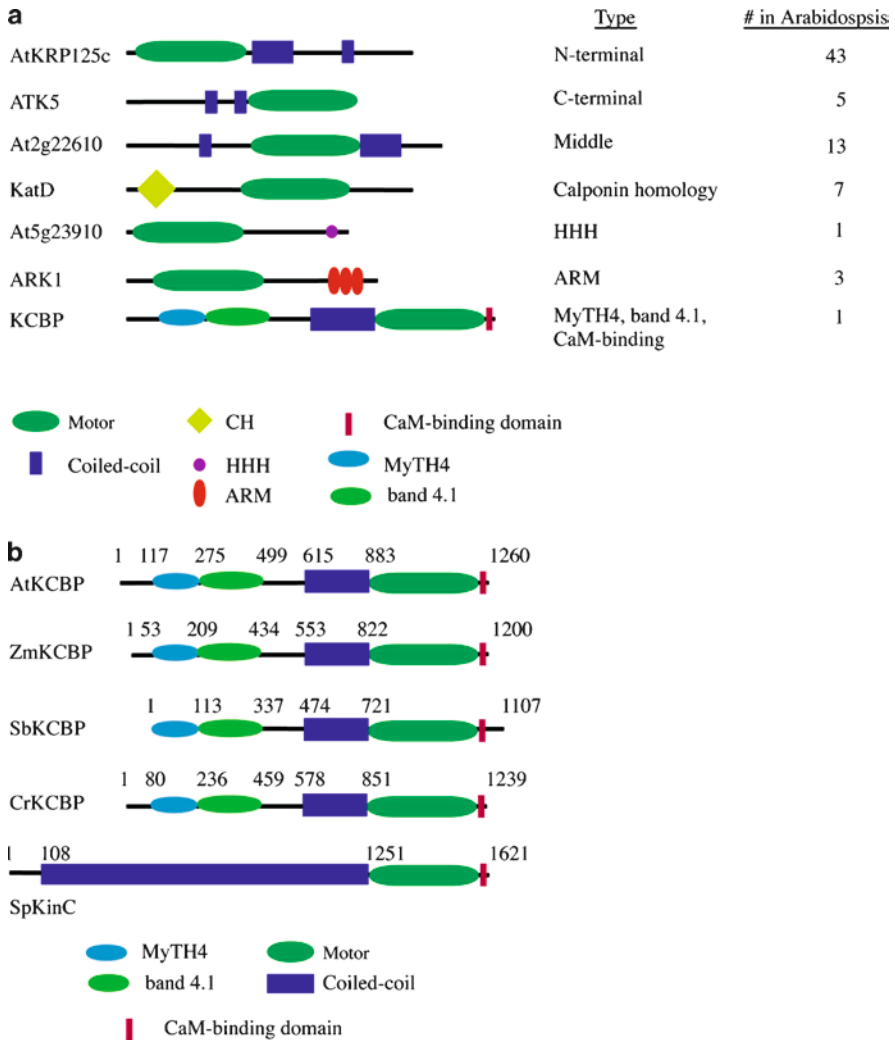 a
Type # in Arabidospsis
AtKRP125c N-terminal 43
ATK5 C-terminal 5
At2g22610 Middle 13
KatD Calponin homology 7
At5g23910 HHH 1
ARK1 ARM 3
KCBP MyTH4, band 4.1, 1
CaM-binding
Motor CH CaM-binding domain
Coiled-coil HHH MyTH4
ARM band 4.1
b
1 117 275 499 615 883 1260
AtKCBP
1 53 209 434 553 822 1200
ZmKCBP
1 113 337 474 721 1107
SbKCBP
1 80 236 459 578 851 1239
CrKCBP
1 108 1251 1621
SpKinC
MyTH4 Motor
band 4.1 Coiled-coil
CaM-binding domain